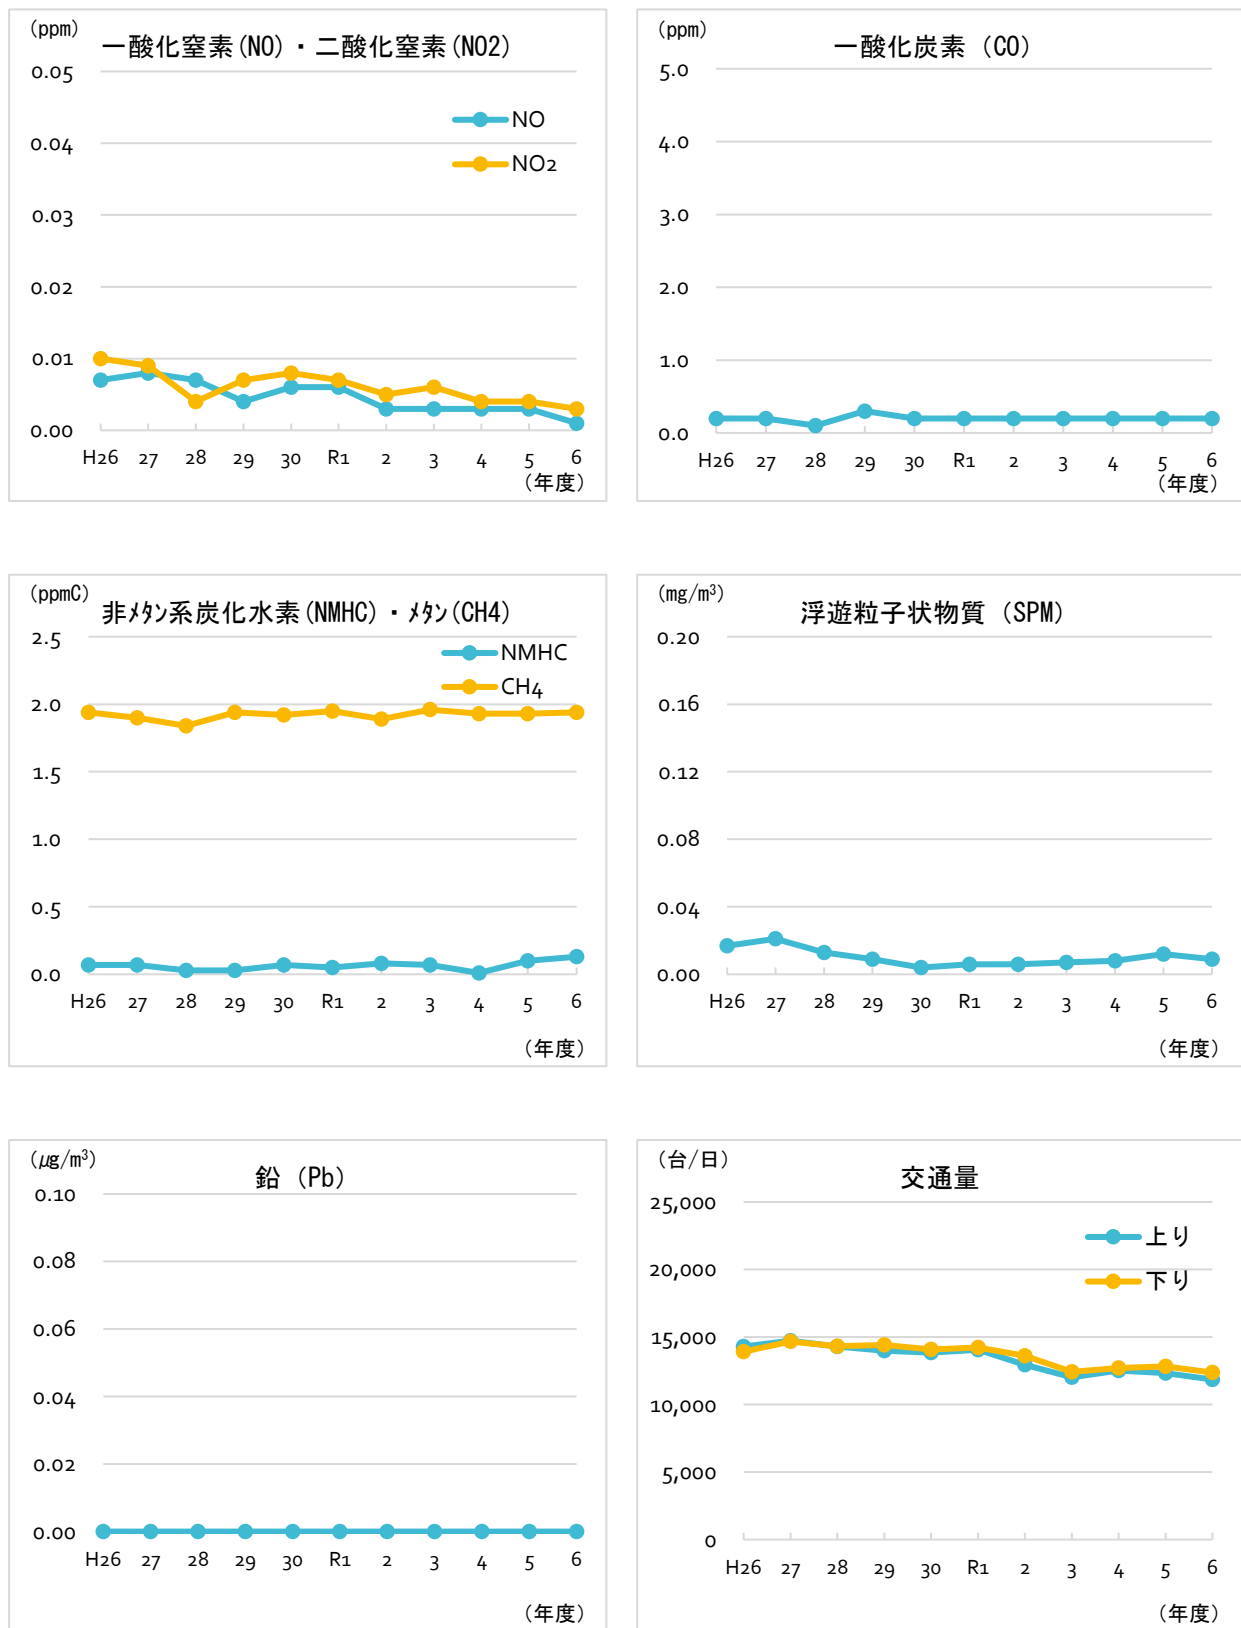 (ppm)
一酸化窒素(NO)・二酸化窒素(NO2)
0.05
NO
0.04
NO2
0.03
0.02
0.01
0.00
H26 27 28 29 30 R1 2 3 4 5 6
(年度)
(ppm)
一酸化炭素 (CO)
5.0
4.0
3.0
2.0
1.0
0.0
H26 27 28 29 30 R1 2 3 4 5 6
(年度)
(ppmC)
非ﾒﾀﾝ系炭化水素(NMHC)・ﾒﾀﾝ(CH4)
2.5
NMHC
CH4
2.0
1.5
1.0
0.5
0.0
H26 27 28 29 30 R1 2 3 4 5 6
(年度)
(mg/m³)
浮遊粒子状物質 (SPM)
0.20
0.16
0.12
0.08
0.04
0.00
H26 27 28 29 30 R1 2 3 4 5 6
(年度)
(μg/m³)
鉛 (Pb)
0.10
0.08
0.06
0.04
0.02
0.00
H26 27 28 29 30 R1 2 3 4 5 6
(年度)
(台/日)
交通量
25,000
上り
20,000
下り
15,000
10,000
5,000
0
H26 27 28 29 30 R1 2 3 4 5 6
(年度)